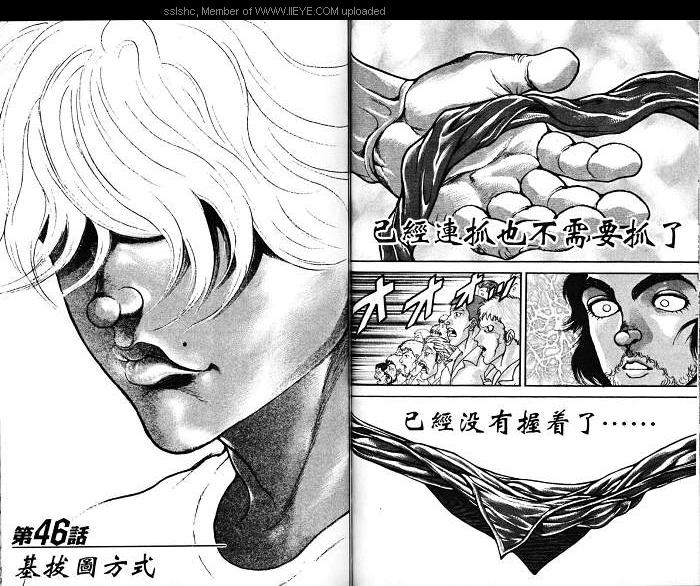 sslshc, Member of WWW.IIEYE.COM uploaded
已經連抓也不需要抓了
オオオ
已經没有握着了……
第46話
基拔圖方式